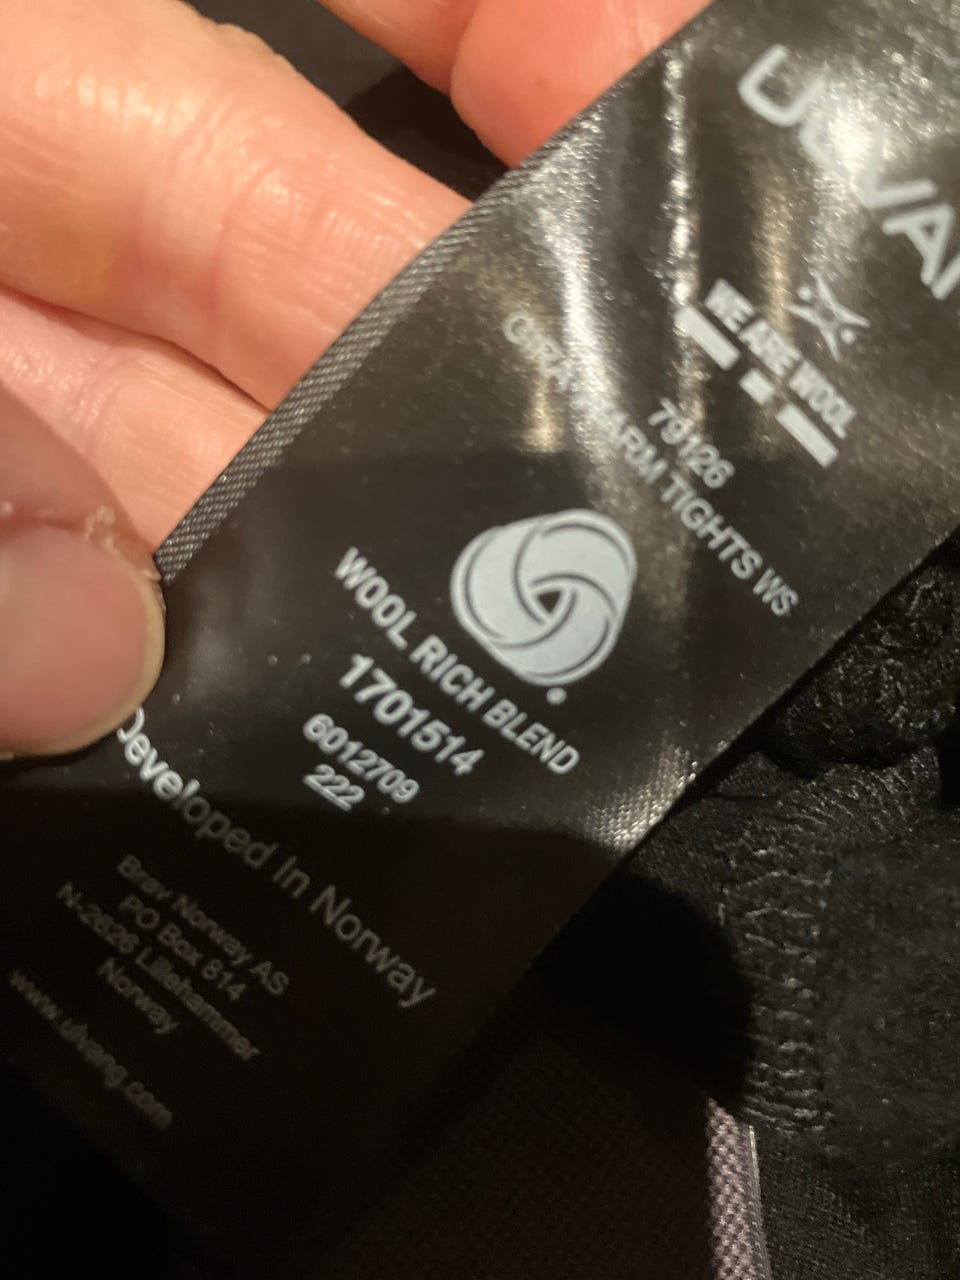 WE ARE WOOL
79126
WARM TIGHTS WS
WOOL RICH BLEND
1701514
6012709
222
Developed In Norway
Brav Norway AS
PO Box 814
N-2626 Lillehammer
Norway
www.ulvang.com